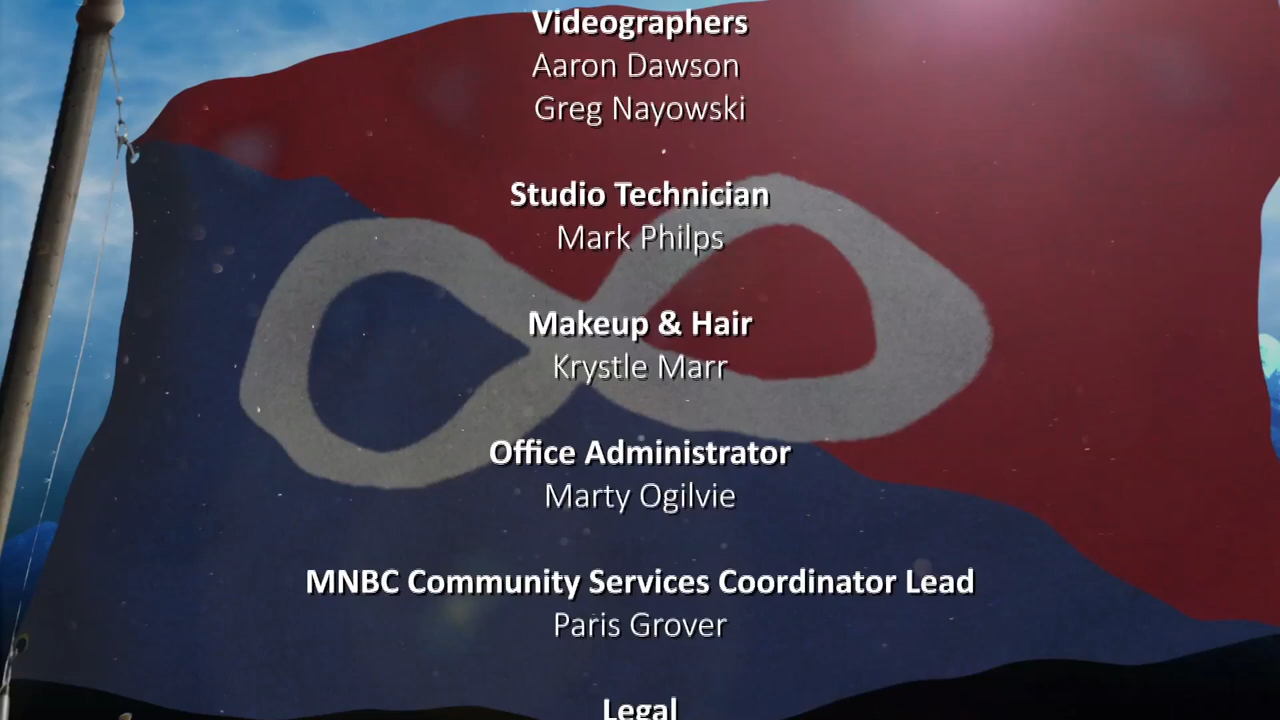 Videographers
Aaron Dawson
Greg Nayowski
Studio Technician
Mark Philps
Makeup & Hair
Krystle Marr
Office Administrator
Marty Ogilvie
MNBC Community Services Coordinator Lead
Paris Grover
Legal